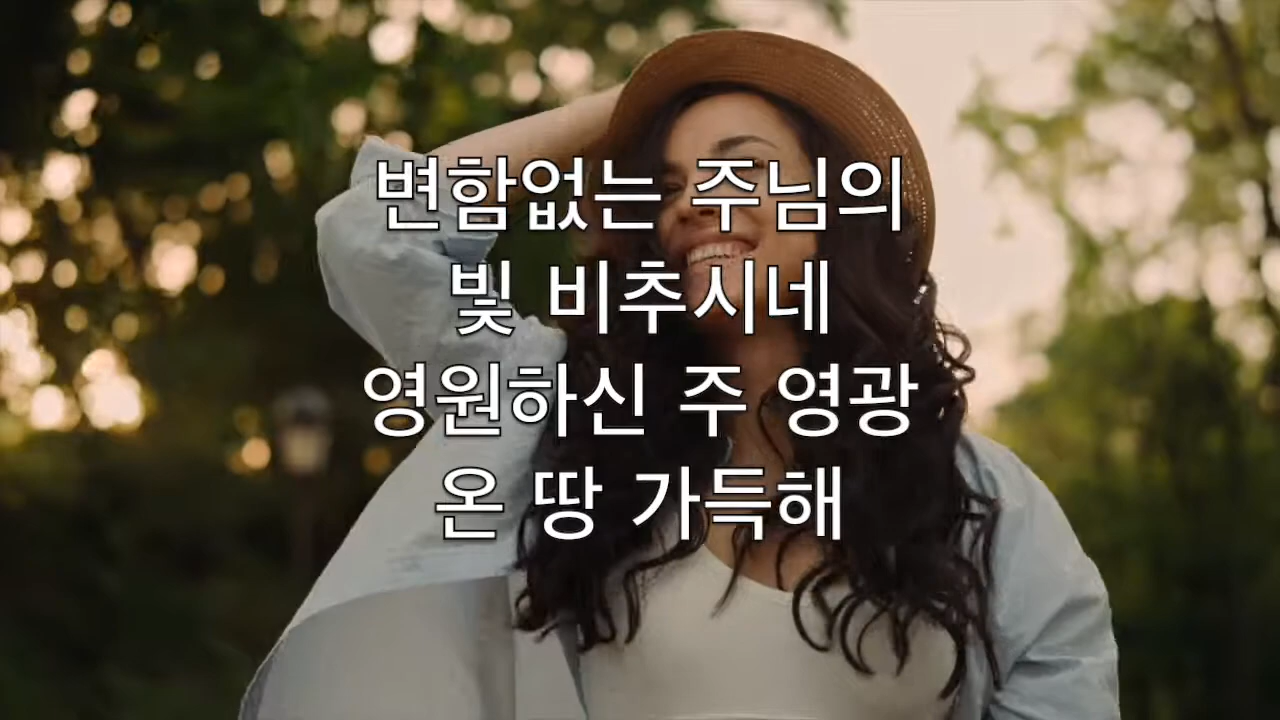 변함없는 주님의
빛 비추시네
영원하신 주 영광
온 땅 가득해